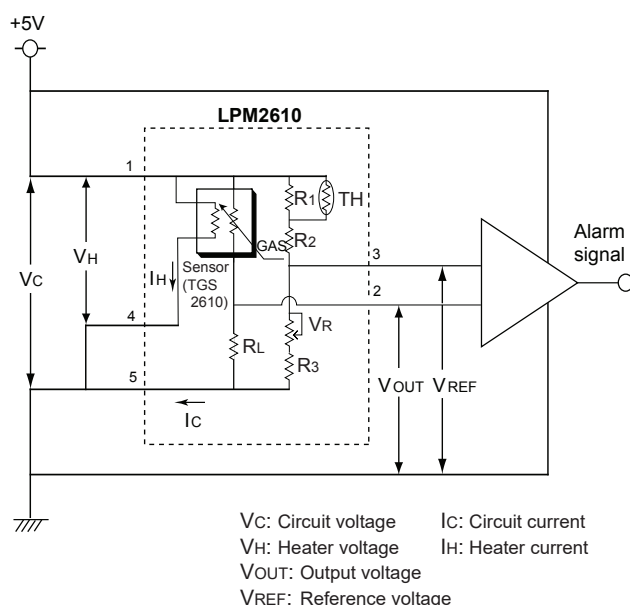 +5V
LPM2610
1
R1
TH
R2
GAS
3
Alarm
signal
VH
VC
IH
Sensor
(TGS
2610)
2
4
VR
RL
R3
5
VOUT
VREF
IC
VC: Circuit voltage IC: Circuit current
VH: Heater voltage IH: Heater current
VOUT: Output voltage
VREF: Reference voltage